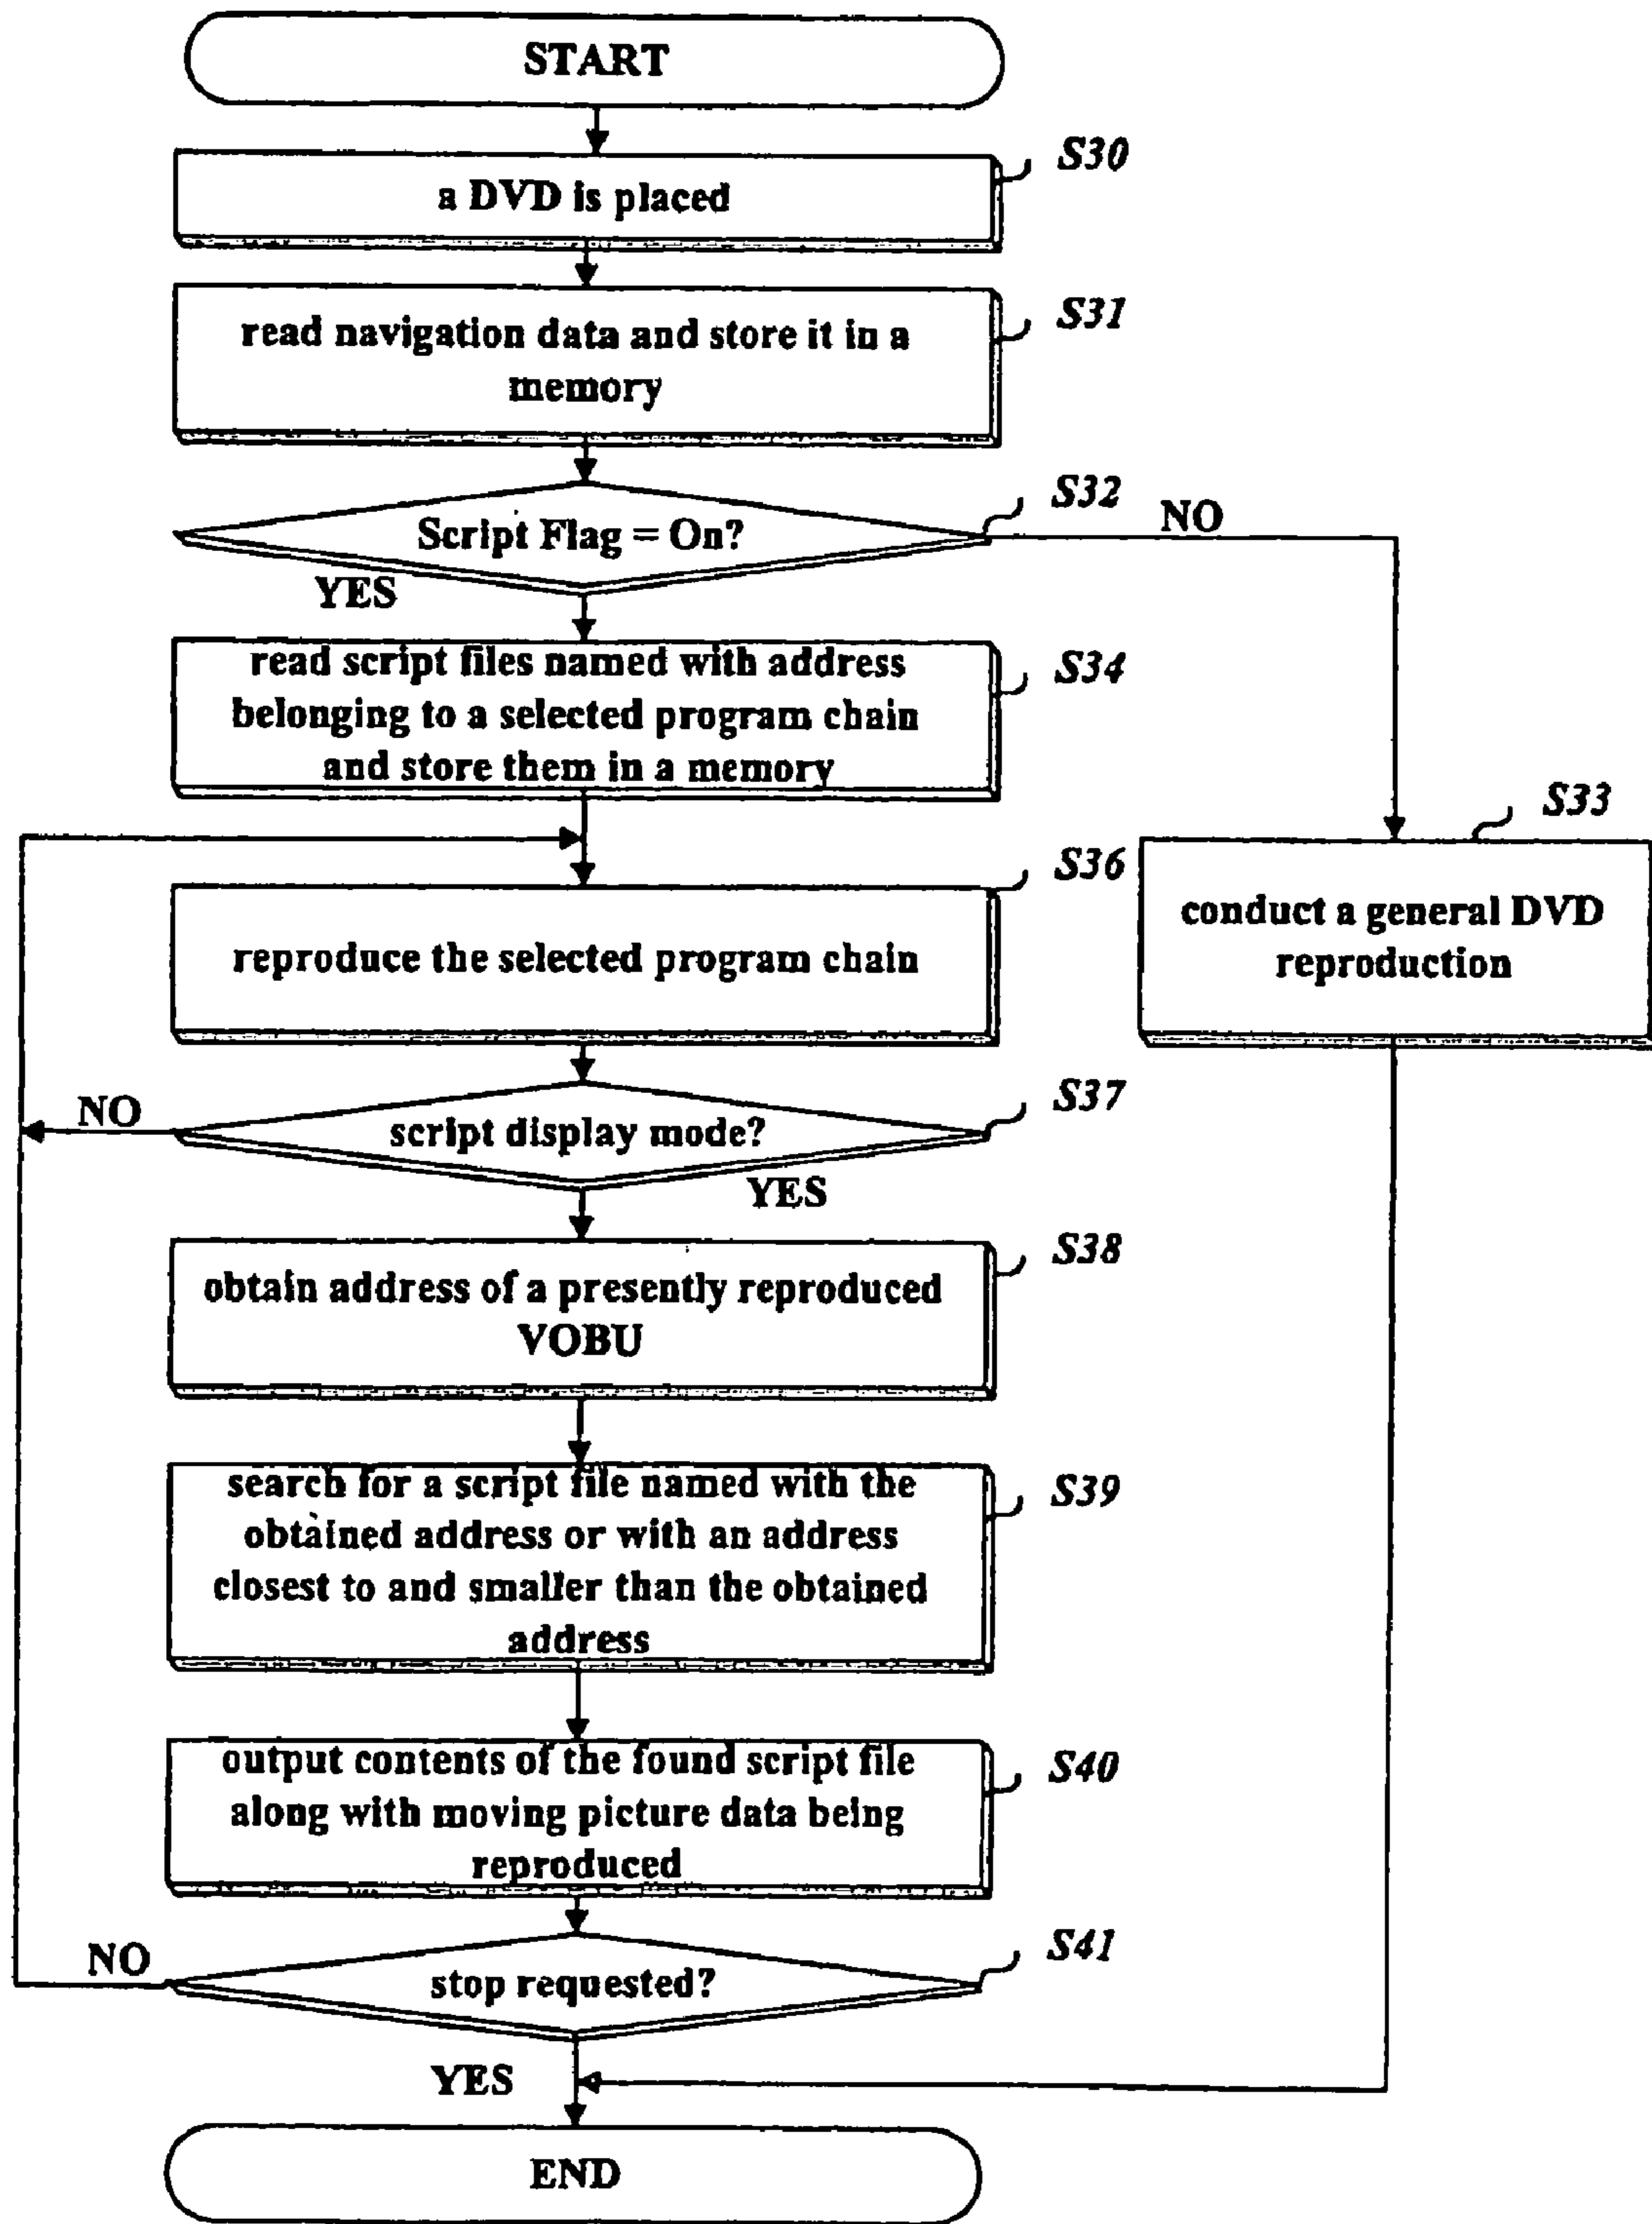 START
S30
a DVD is placed
S31
read navigation data and store it in a
memory
S32
Script Flag = On?
NO
YES
S34
read script files named with address
belonging to a selected program chain
and store them in a memory
S33
conduct a general DVD
reproduction
S36
reproduce the selected program chain
S37
script display mode?
NO
YES
S38
obtain address of a presently reproduced
VOBU
S39
search for a script file named with the
obtained address or with an address
closest to and smaller than the obtained
address
S40
output contents of the found script file
along with moving picture data being
reproduced
S41
stop requested?
NO
YES
END